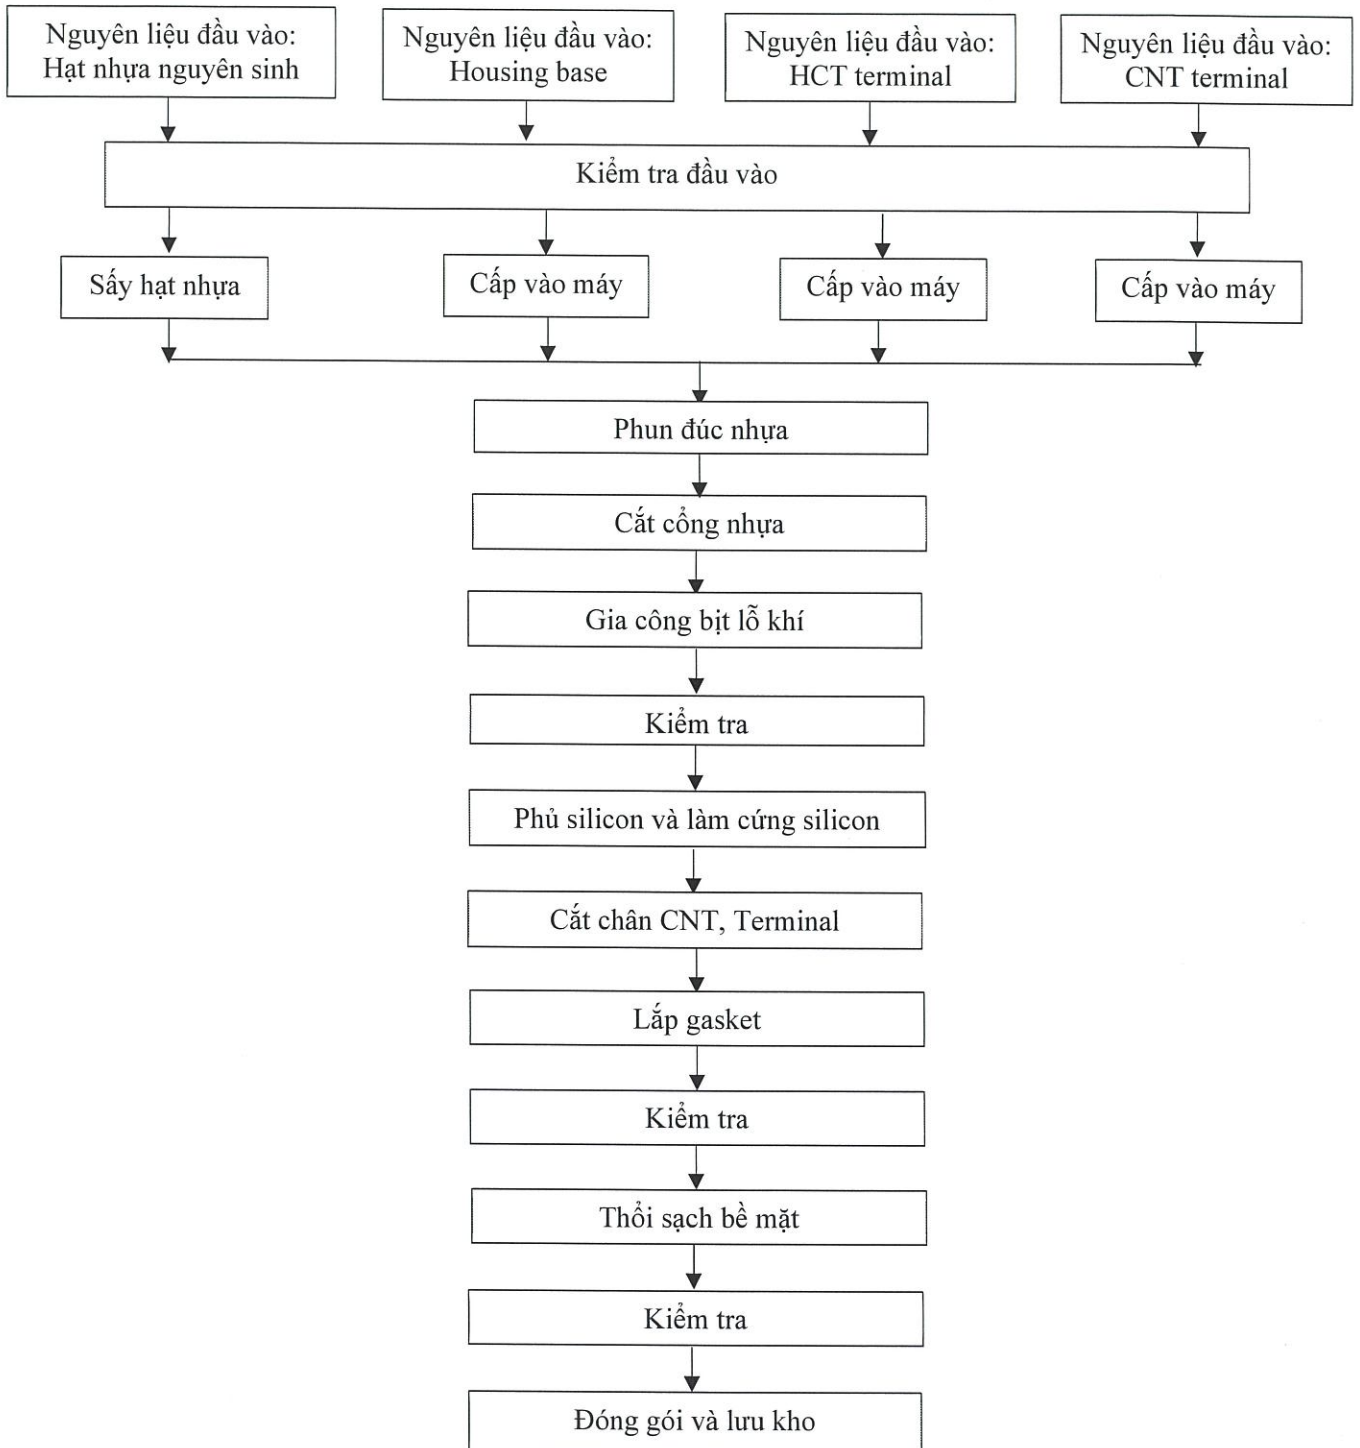 Nguyên liệu đầu vào:
Hạt nhựa nguyên sinh
Nguyên liệu đầu vào:
Housing base
Nguyên liệu đầu vào:
HCT terminal
Nguyên liệu đầu vào:
CNT terminal
Kiểm tra đầu vào
Sấy hạt nhựa
Cấp vào máy
Cấp vào máy
Cấp vào máy
Phun đúc nhựa
Cắt cổng nhựa
Gia công bịt lỗ khí
Kiểm tra
Phủ silicon và làm cứng silicon
Cắt chân CNT, Terminal
Lắp gasket
Kiểm tra
Thổi sạch bề mặt
Kiểm tra
Đóng gói và lưu kho